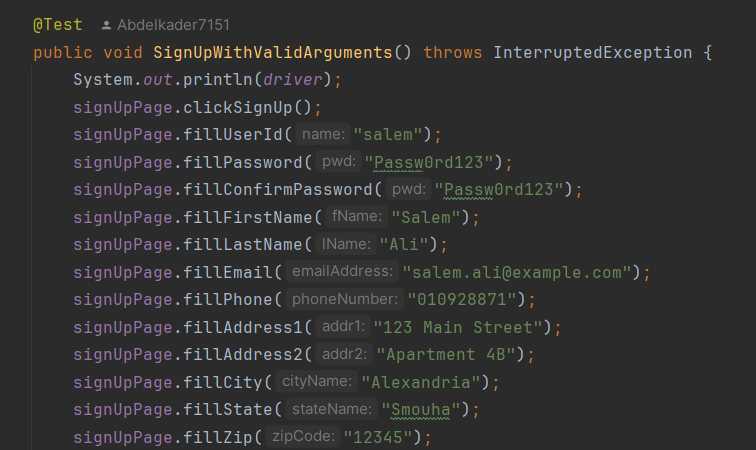 @Test Abdelkader7151
public void SignUpWithValidArguments() throws InterruptedException {
System.out.println(driver);
signUpPage.clickSignUp();
signUpPage.fillUserId( name: "salem");
signUpPage.fillPassword( pwd: "Passw0rd123");
signUpPage.fillConfirmPassword( pwd: "Passw0rd123");
signUpPage.fillFirstName( fName: "Salem");
signUpPage.fillLastName( lName: "Ali");
signUpPage.fillEmail( emailAddress: "salem.ali@example.com");
signUpPage.fillPhone( phoneNumber: "010928871");
signUpPage.fillAddress1( addr1: "123 Main Street");
signUpPage.fillAddress2( addr2: "Apartment 4B");
signUpPage.fillCity( cityName: "Alexandria");
signUpPage.fillState( stateName: "Smouha");
signUpPage.fillZip( zipCode: "12345");